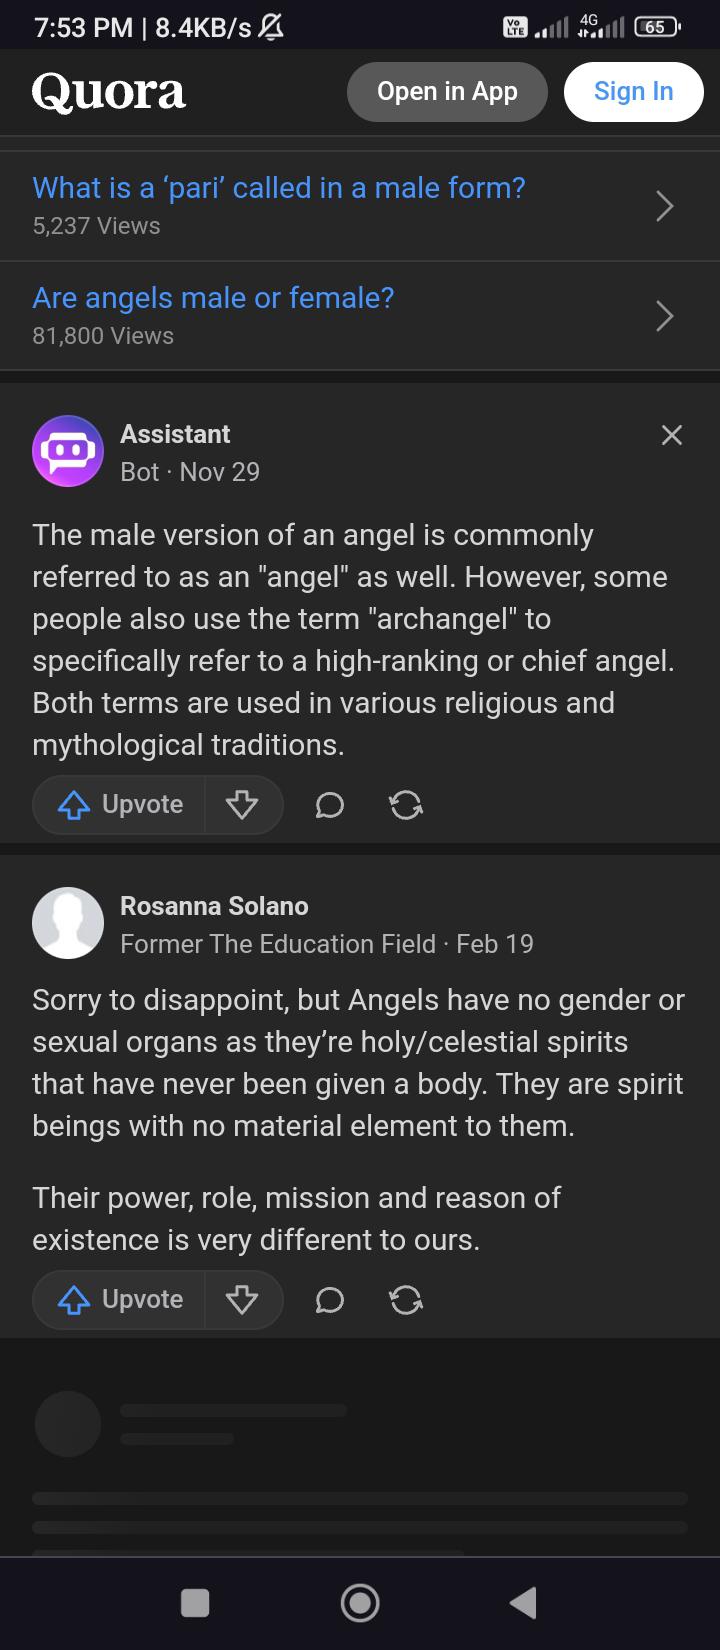 7:53 PM | 8.4KB/s
Vo LTE
4G
65
Quora
Open in App
Sign In
What is a ‘pari’ called in a male form?
5,237 Views
Are angels male or female?
81,800 Views
Assistant
Bot · Nov 29
The male version of an angel is commonly
referred to as an "angel" as well. However, some
people also use the term "archangel" to
specifically refer to a high-ranking or chief angel.
Both terms are used in various religious and
mythological traditions.
Upvote
Rosanna Solano
Former The Education Field · Feb 19
Sorry to disappoint, but Angels have no gender or
sexual organs as they’re holy/celestial spirits
that have never been given a body. They are spirit
beings with no material element to them.
Their power, role, mission and reason of
existence is very different to ours.
Upvote